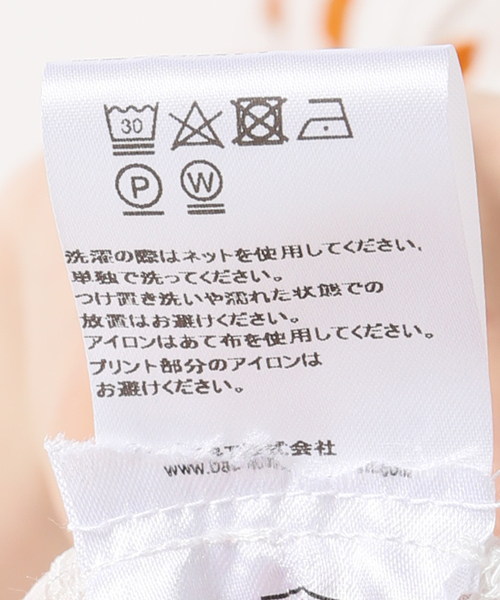 30
P W
洗濯の際はネットを使用してください。
単独で洗ってください。
つけ置き洗いや濡れた状態での
放置はお避けください。
アイロンはあて布を使用してください。
プリント部分のアイロンは
お避けください。
式会社
www.